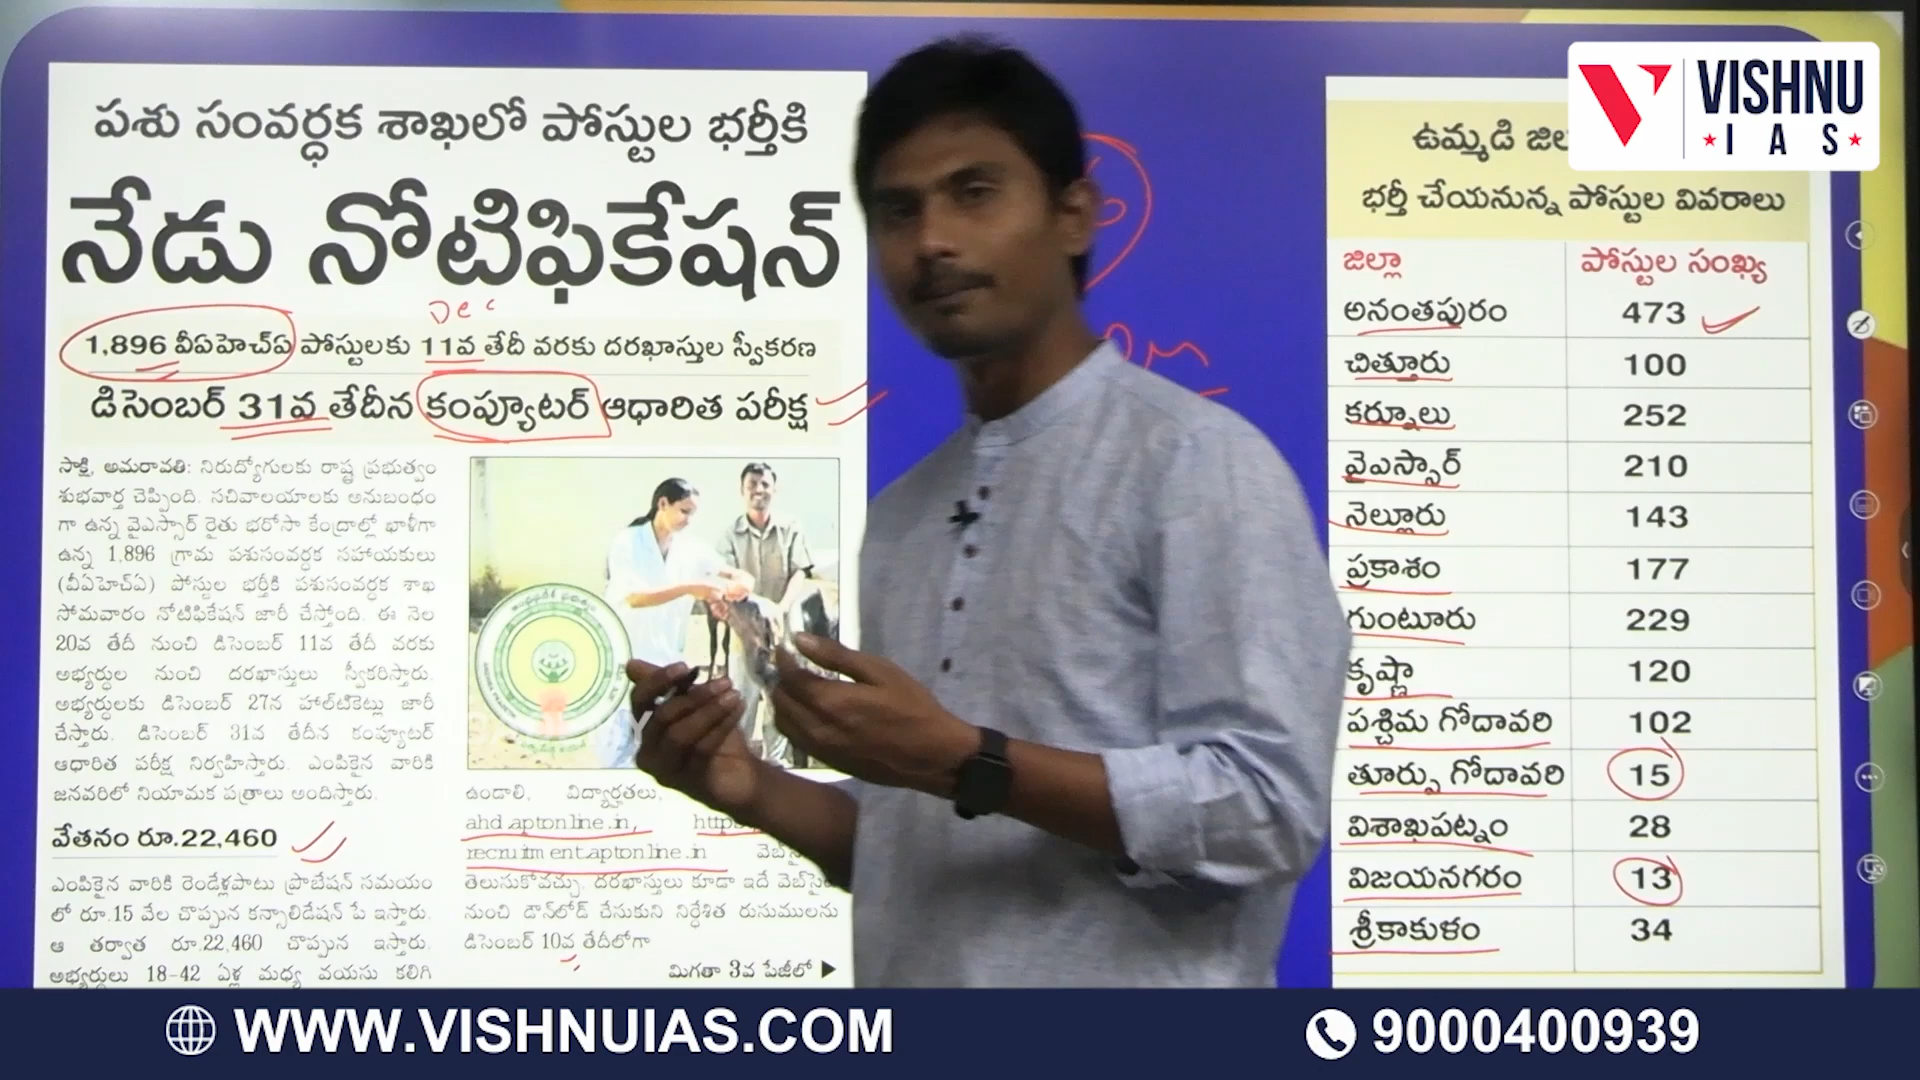 పశు సంవర్ధక శాఖలో పోస్టుల భర్తీకి
నేడు నోటిఫికేషన్
Dec
1,896 వీఏహెచ్ఏ పోస్టులకు 11వ తేదీ వరకు దరఖాస్తుల స్వీకరణ
డిసెంబర్ 31వ తేదీన కంప్యూటర్ ఆధారిత పరీక్ష
సాక్షి, అమరావతి: నిరుద్యోగులకు రాష్ట్ర ప్రభుత్వం
శుభవార్త చెప్పింది. సచివాలయాలకు అనుబంధం
గా ఉన్న వైఎస్సార్ రైతు భరోసా కేంద్రాల్లో ఖాళీగా
ఉన్న 1,896 గ్రామ పశుసంవర్ధక సహాయకులు
(వీఏహెచ్ఏ) పోస్టుల భర్తీకి పశుసంవర్ధక శాఖ
సోమవారం నోటిఫికేషన్ జారీ చేస్తోంది. ఈ నెల
20వ తేదీ నుంచి డిసెంబర్ 11వ తేదీ వరకు
అభ్యర్థుల నుంచి దరఖాస్తులు స్వీకరిస్తారు.
అభ్యర్థులకు డిసెంబర్ 27న హాల్‌టికెట్లు జారీ
చేస్తారు. డిసెంబర్ 31వ తేదీన కంప్యూటర్
ఆధారిత పరీక్ష నిర్వహిస్తారు. ఎంపికైన వారికి
జనవరిలో నియామక పత్రాలు అందిస్తారు.
వేతనం రూ.22,460
ఎంపికైన వారికి రెండేళ్లపాటు ప్రొబేషన్ సమయం
లో రూ.15 వేల చొప్పున కన్సాలిడేషన్ పే ఇస్తారు.
ఆ తర్వాత రూ.22,460 చొప్పున ఇస్తారు.
అభ్యర్థులు 18-42 ఏళ్ల మధ్య వయసు కలిగి
ఉండాలి. విద్యార్హతలు,
ahd.aptonline.in, https
recruitment.aptonline.in
తెలుసుకోవచ్చు. దరఖాస్తులు కూడా ఇదే వెబ్‌సైట్
నుంచి డౌన్‌లోడ్ చేసుకుని నిర్దేశిత రుసుములను
డిసెంబర్ 10వ తేదీలోగా
మిగతా 3వ పేజీలో ▶
ఉమ్మడి
భర్తీ చేయనున్న పోస్టుల వివరాలు
జిల్లా పోస్టుల సంఖ్య
అనంతపురం 473
చిత్తూరు 100
కర్నూలు 252
వైఎస్సార్ 210
నెల్లూరు 143
ప్రకాశం 177
గుంటూరు 229
కృష్ణా 120
పశ్చిమ గోదావరి 102
తూర్పు గోదావరి 15
విశాఖపట్నం 28
విజయనగరం 13
శ్రీకాకుళం 34
VISHNU
IAS
WWW.VISHNUIAS.COM
9000400939